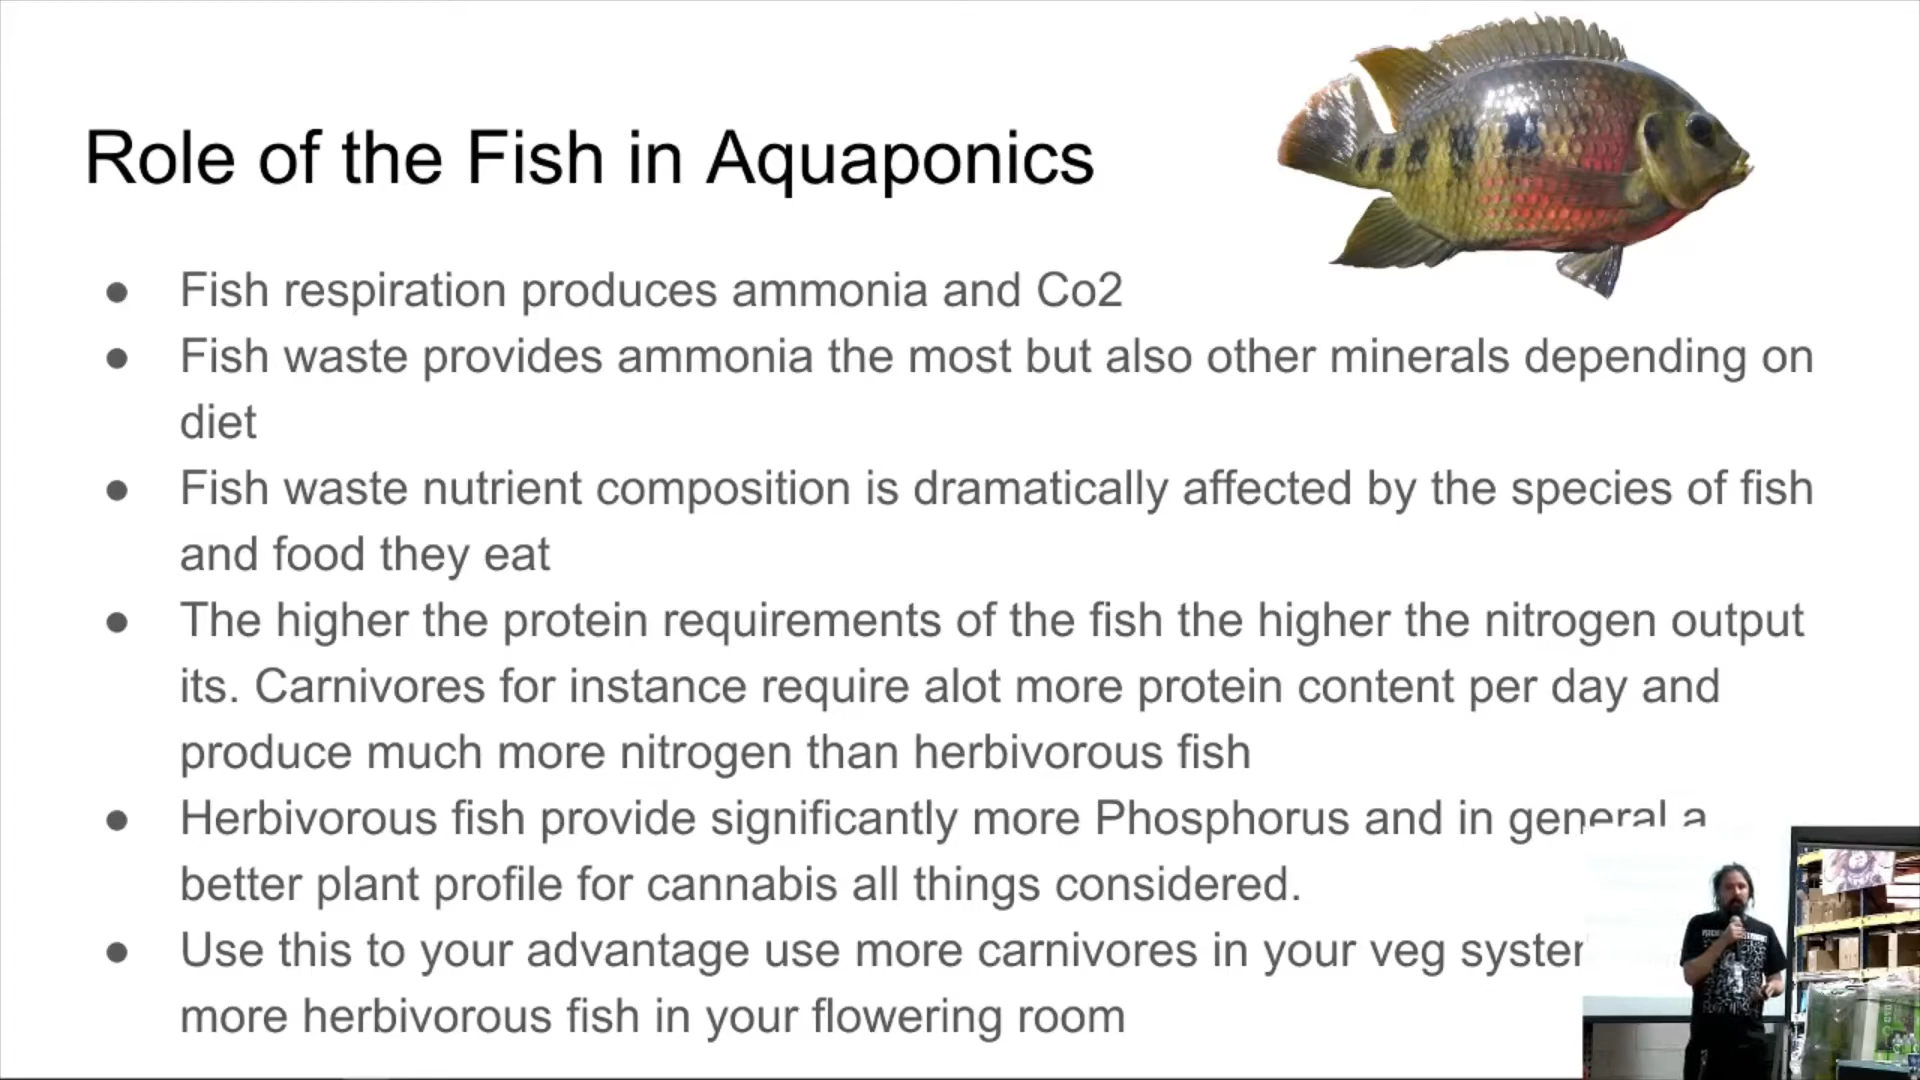 Role of the Fish in Aquaponics
● Fish respiration produces ammonia and Co2
● Fish waste provides ammonia the most but also other minerals depending on
diet
● Fish waste nutrient composition is dramatically affected by the species of fish
and food they eat
● The higher the protein requirements of the fish the higher the nitrogen output
its. Carnivores for instance require alot more protein content per day and
produce much more nitrogen than herbivorous fish
● Herbivorous fish provide significantly more Phosphorus and in general a
better plant profile for cannabis all things considered.
● Use this to your advantage use more carnivores in your veg
more herbivorous fish in your flowering room